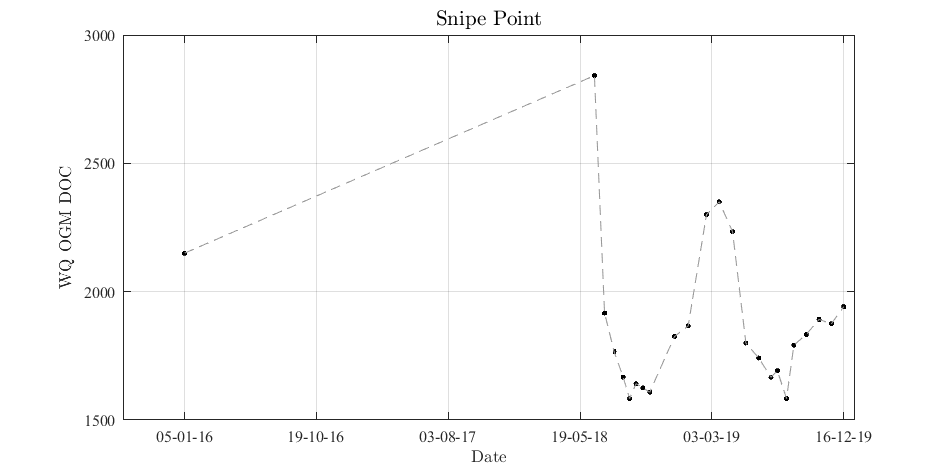 Snipe Point
3000
2500
2000
1500
WQ OGM DOC
05-01-16 19-10-16 03-08-17 19-05-18 03-03-19 16-12-19
Date